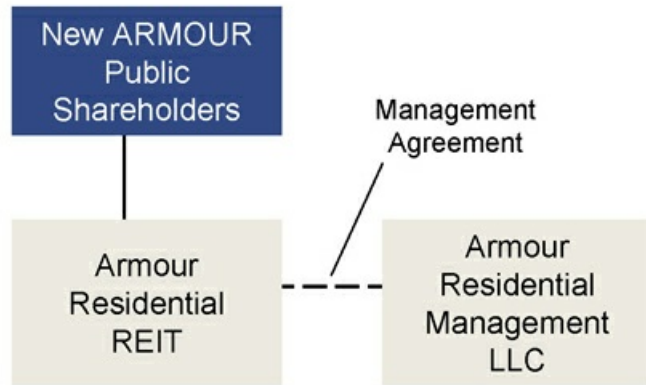 New ARMOUR
Public
Shareholders
Management
Agreement
Armour
Residential
REIT
Armour
Residential
Management
LLC